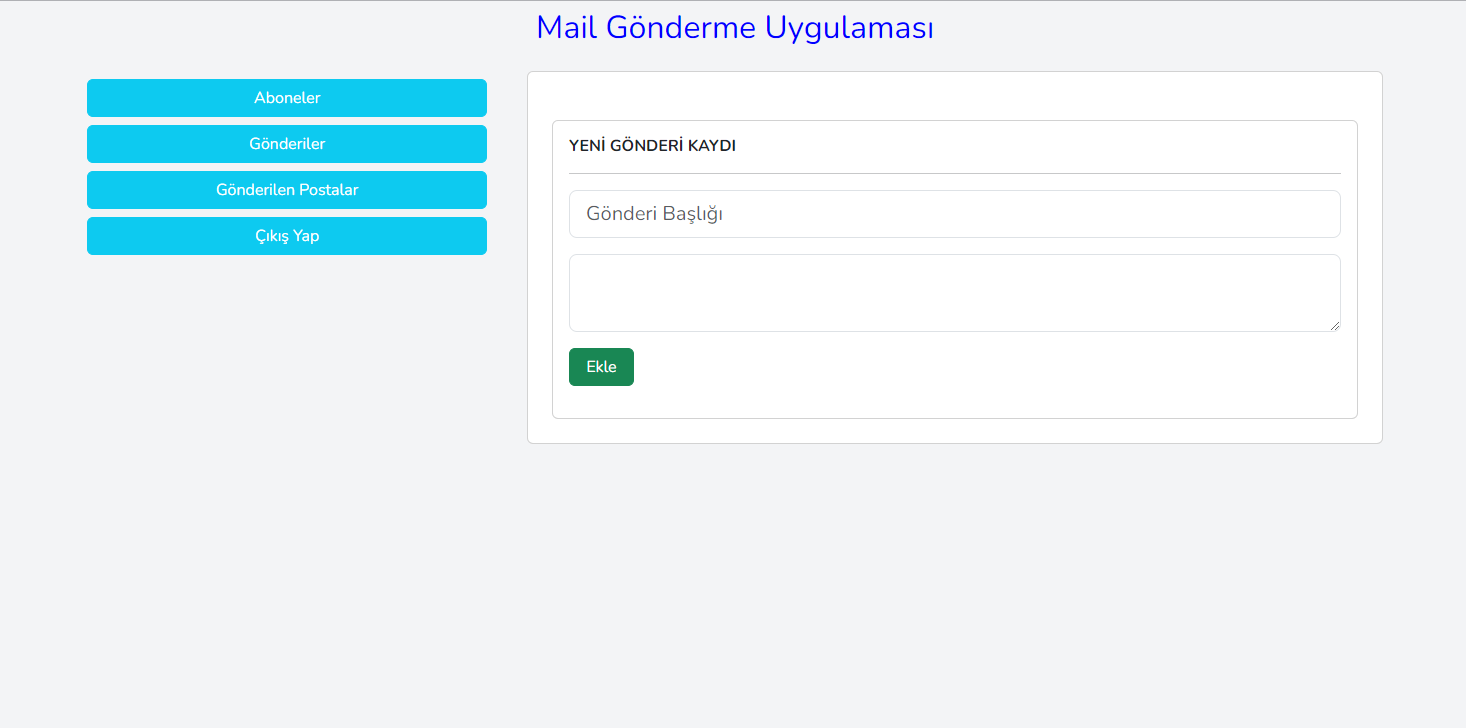 Mail Gönderme Uygulaması
Aboneler
Gönderiler
Gönderilen Postalar
Çıkış Yap
YENİ GÖNDERİ KAYDI
Gönderi Başlığı
Ekle